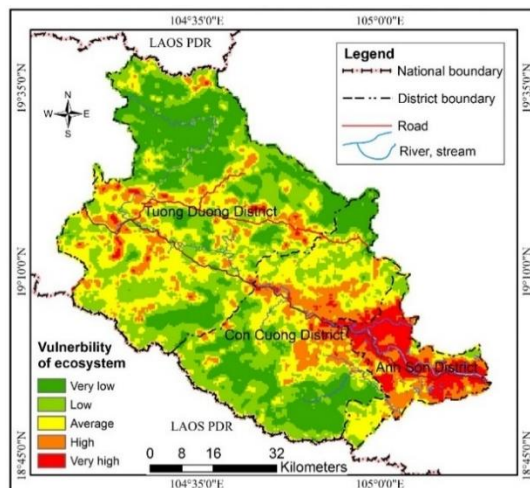 104°35'0"E
105°0'0"E
LAOS PDR
19°35'0"N
19°35'0"N
N
W E
S
Legend
National boundary
District boundary
Road
River, stream
Tuong Duong District
19°10'0"N
19°10'0"N
Con Cuong District
Anh Son District
Vulnerbility
of ecosystem
Very low
Low
Average
High
Very high
LAOS PDR
0 8 16 32
Kilometers
18°45'0"N
18°45'0"N
104°35'0"E
105°0'0"E